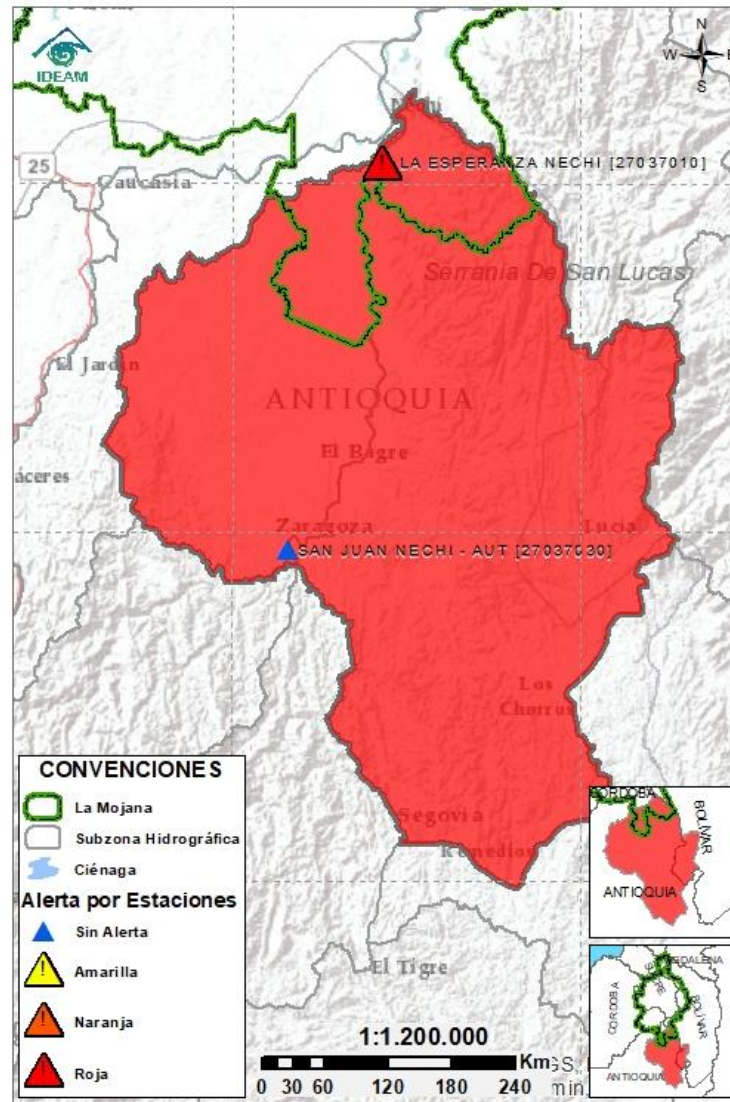 IDEAM
N
W
S
25
Caucasia
LA ESPERANZA NECHI [27037010]
Serrania De San Lucas
El Jardin
ANTIOQUIA
El Bagre
áceres
Zaragoza
Lucia
SAN JUAN NECHI - AUT [27037030]
Los
Chorros
Segovia
Remedios
El Tigre
CONVENCIONES
La Mojana
Subzona Hidrográfica
Ciénaga
Alerta por Estaciones
Sin Alerta
Amarilla
Naranja
Roja
1:1.200.000
Km
0 30 60 120 180 240
CORDOBA
BOLÍVAR
ANTIOQUIA
CORDOBA
BOLÍVAR
ANTIOQUIA